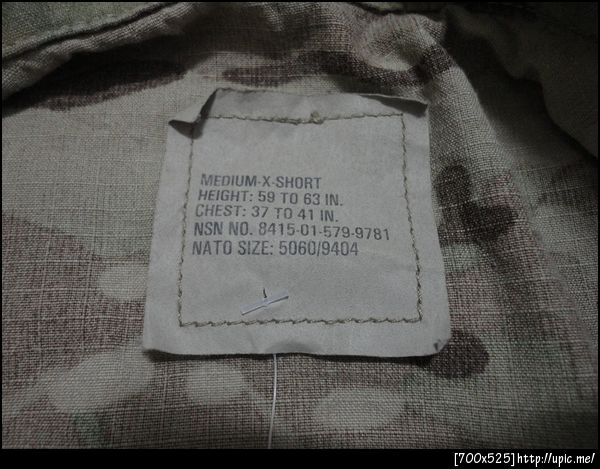 MEDIUM-X-SHORT
HEIGHT: 59 TO 63 IN.
CHEST: 37 TO 41 IN.
NSN NO. 8415-01-579-9781
NATO SIZE: 5060/9404
[700x525]http://upic.me/